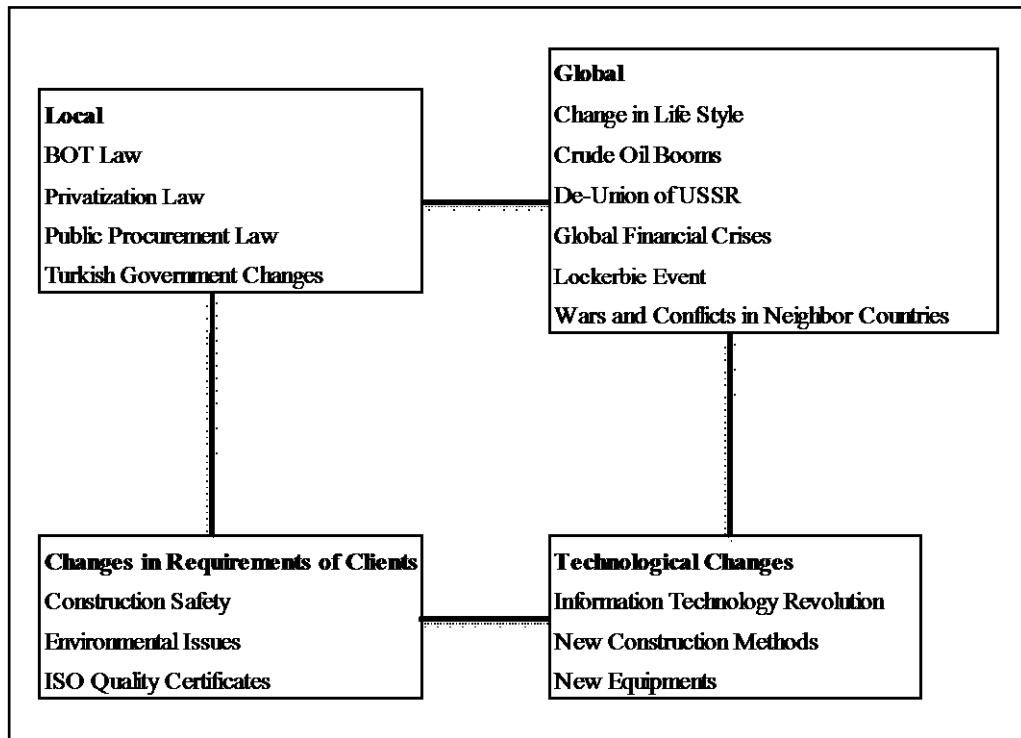 Local
BOT Law
Privatization Law
Public Procurement Law
Turkish Government Changes
Global
Change in Life Style
Crude Oil Booms
De-Union of USSR
Global Financial Crises
Lockerbie Event
Wars and Conflicts in Neighbor Countries
Changes in Requirements of Clients
Construction Safety
Environmental Issues
ISO Quality Certificates
Technological Changes
Information Technology Revolution
New Construction Methods
New Equipments